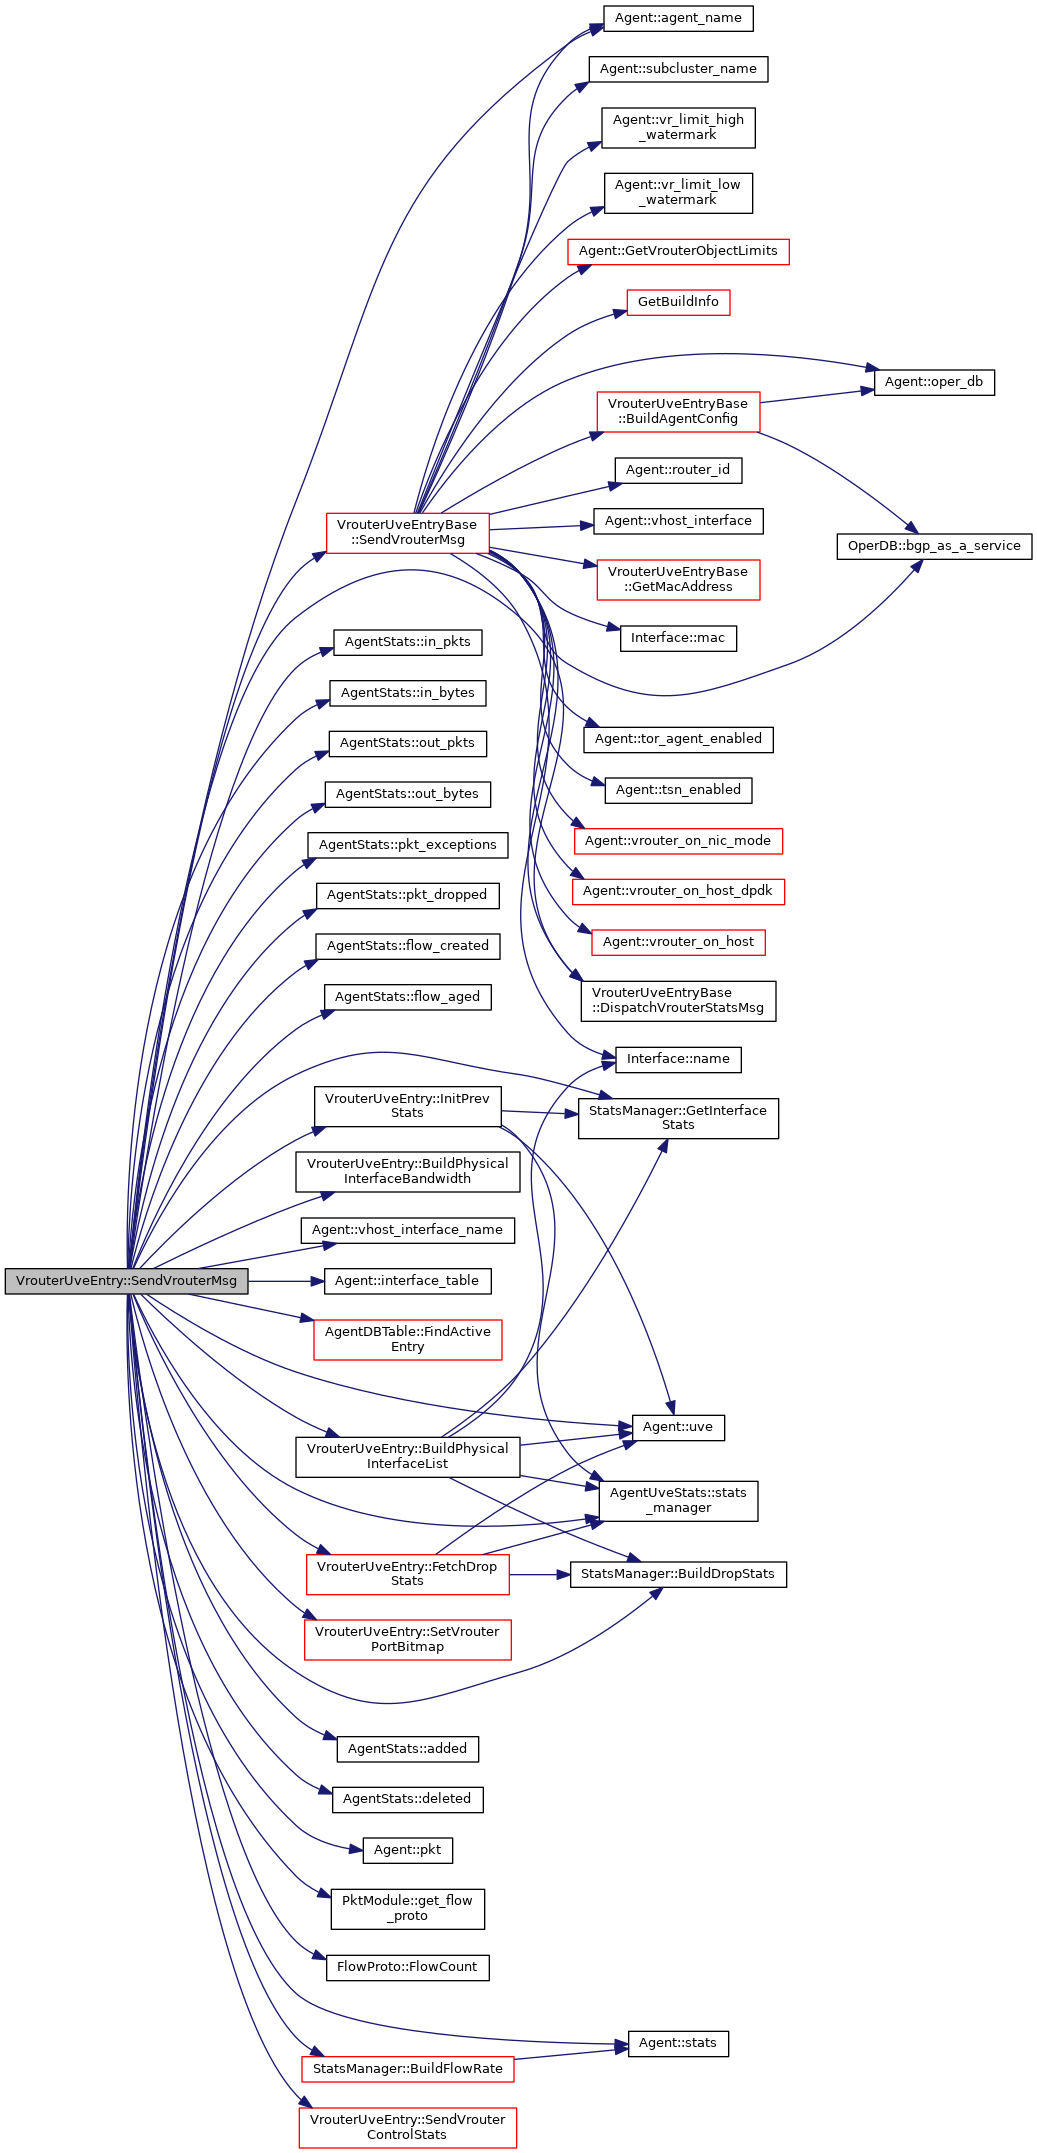 Agent::agent_name
Agent::subcluster_name
Agent::vr_limit_high
_watermark
Agent::vr_limit_low
_watermark
Agent::GetVrouterObjectLimits
GetBuildInfo
Agent::oper_db
VrouterUveEntryBase
::BuildAgentConfig
Agent::router_id
VrouterUveEntryBase
::SendVrouterMsg
Agent::vhost_interface
OperDB::bgp_as_a_service
VrouterUveEntryBase
::GetMacAddress
Interface::mac
AgentStats::in_pkts
AgentStats::in_bytes
AgentStats::out_pkts
Agent::tor_agent_enabled
AgentStats::out_bytes
Agent::tsn_enabled
AgentStats::pkt_exceptions
Agent::vrouter_on_nic_mode
AgentStats::pkt_dropped
Agent::vrouter_on_host_dpdk
AgentStats::flow_created
Agent::vrouter_on_host
AgentStats::flow_aged
VrouterUveEntryBase
::DispatchVrouterStatsMsg
Interface::name
VrouterUveEntry::InitPrev
Stats
StatsManager::GetInterface
Stats
VrouterUveEntry::BuildPhysical
InterfaceBandwidth
Agent::vhost_interface_name
VrouterUveEntry::SendVrouterMsg
Agent::interface_table
AgentDBTable::FindActive
Entry
Agent::uve
VrouterUveEntry::BuildPhysical
InterfaceList
AgentUveStats::stats
_manager
VrouterUveEntry::FetchDrop
Stats
StatsManager::BuildDropStats
VrouterUveEntry::SetVrouter
PortBitmap
AgentStats::added
AgentStats::deleted
Agent::pkt
PktModule::get_flow
_proto
FlowProto::FlowCount
Agent::stats
StatsManager::BuildFlowRate
VrouterUveEntry::SendVrouter
ControlStats